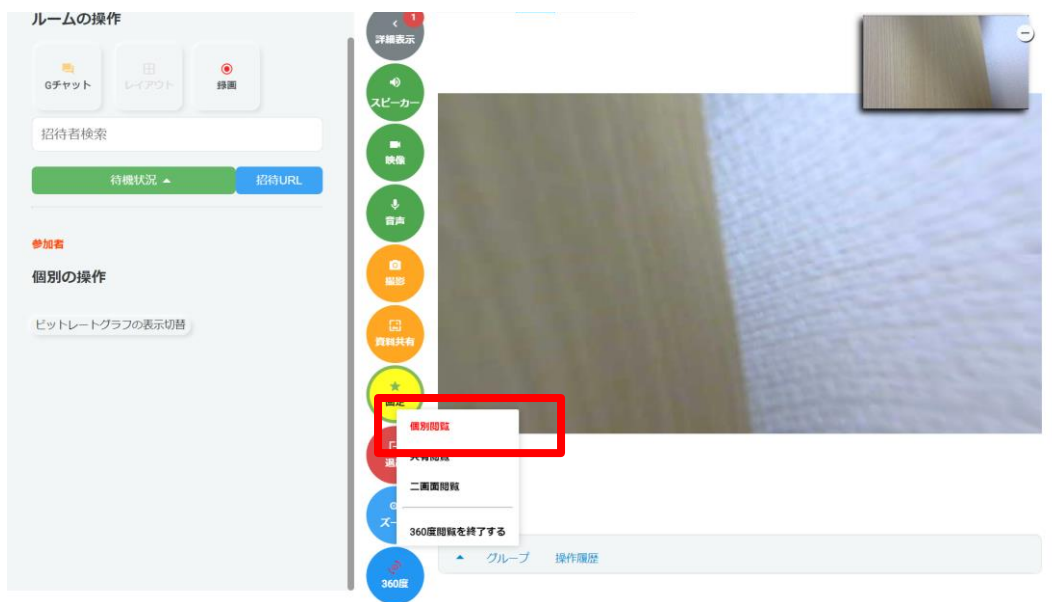 ルームの操作
Gチャット
レイアウト
録画
招待者検索
待機状況
招待URL
参加者
個別の操作
ビットレートグラフの表示切替
1
詳細表示
スピーカー
映像
音声
撮影
資料共有
個別閲覧
二画面閲覧
360度閲覧を終了する
360度
グループ 操作履歴